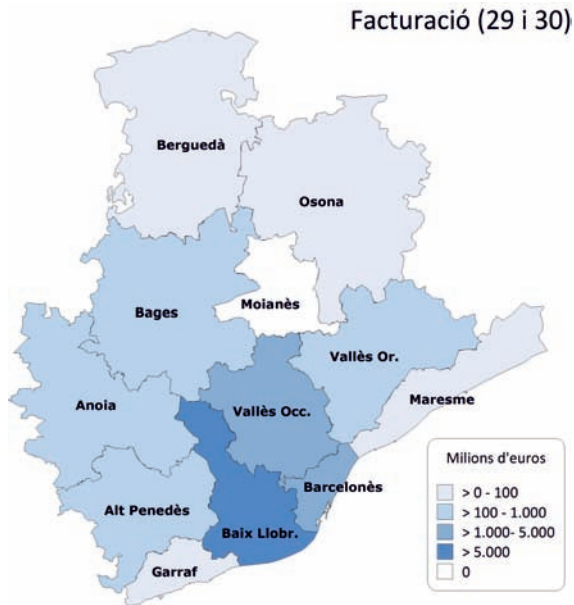 Facturació (29 i 30)
Berguedà
Osona
Moianès
Bages
Vallès Or.
Maresme
Anoia
Vallès Occ.
Barcelonès
Alt Penedès
Baix Llobr.
Garraf
Milions d'euros
> 0 - 100
> 100 - 1.000
> 1.000- 5.000
> 5.000
0